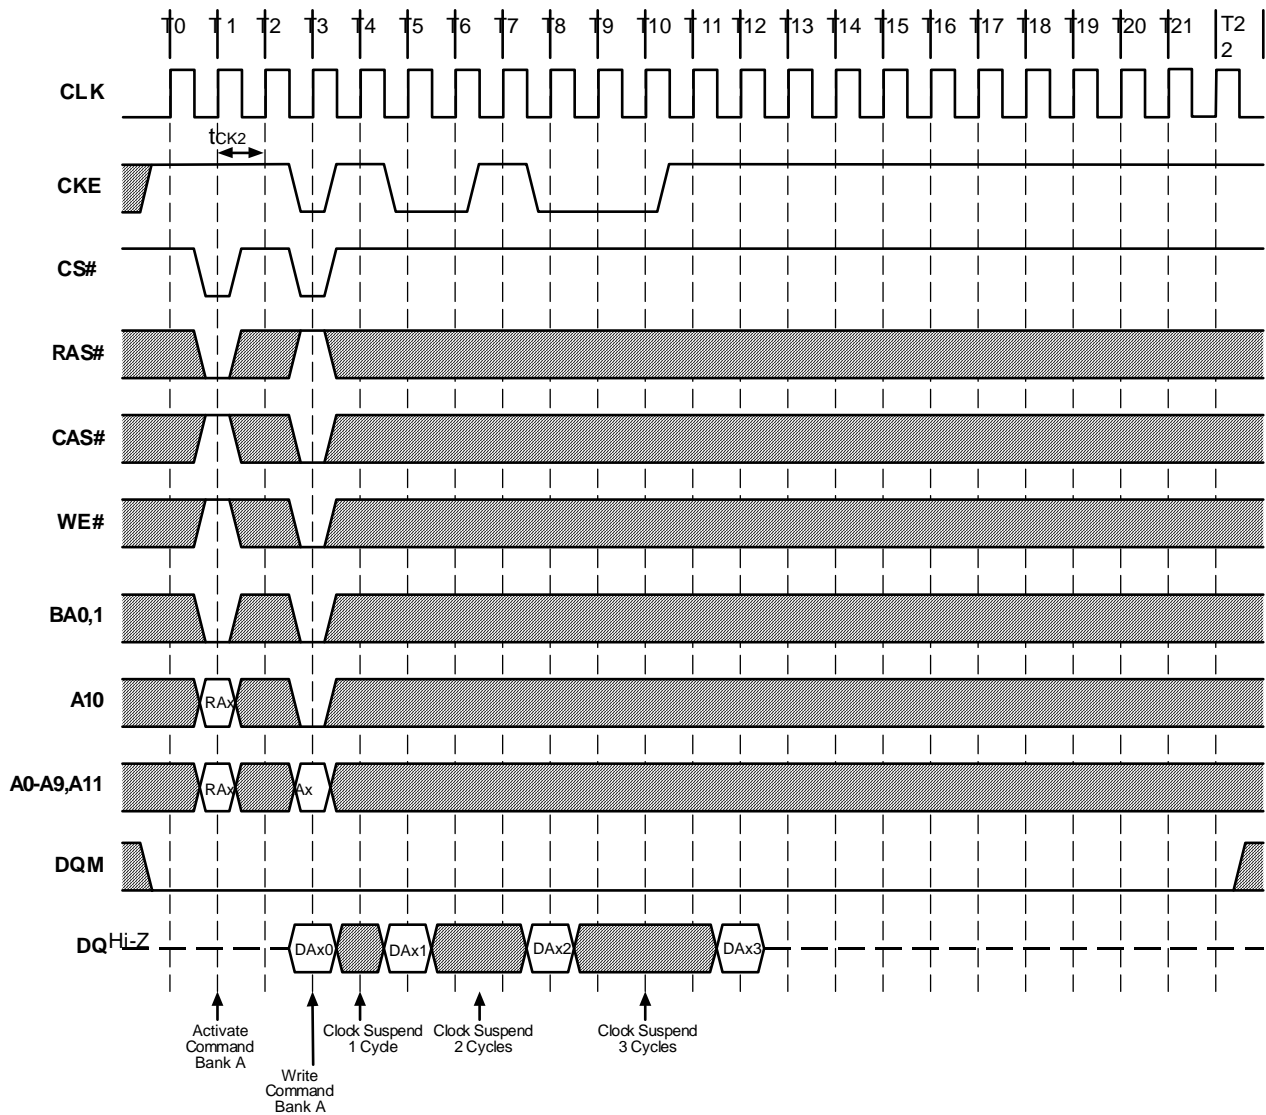 T0 T1 T2 T3 T4 T5 T6 T7 T8 T9 T10 T11 T12 T13 T14 T15 T16 T17 T18 T19 T20 T21 T2
2
CLK
tCK2
CKE
CS#
RAS#
CAS#
WE#
BA0,1
A10 RAx
A0-A9,A11 RAx Ax
DQM
DQ Hi-Z DAx0 DAx1 DAx2 DAx3
Activate
Command
Bank A
Write
Command
Bank A
Clock Suspend
1 Cycle
Clock Suspend
2 Cycles
Clock Suspend
3 Cycles